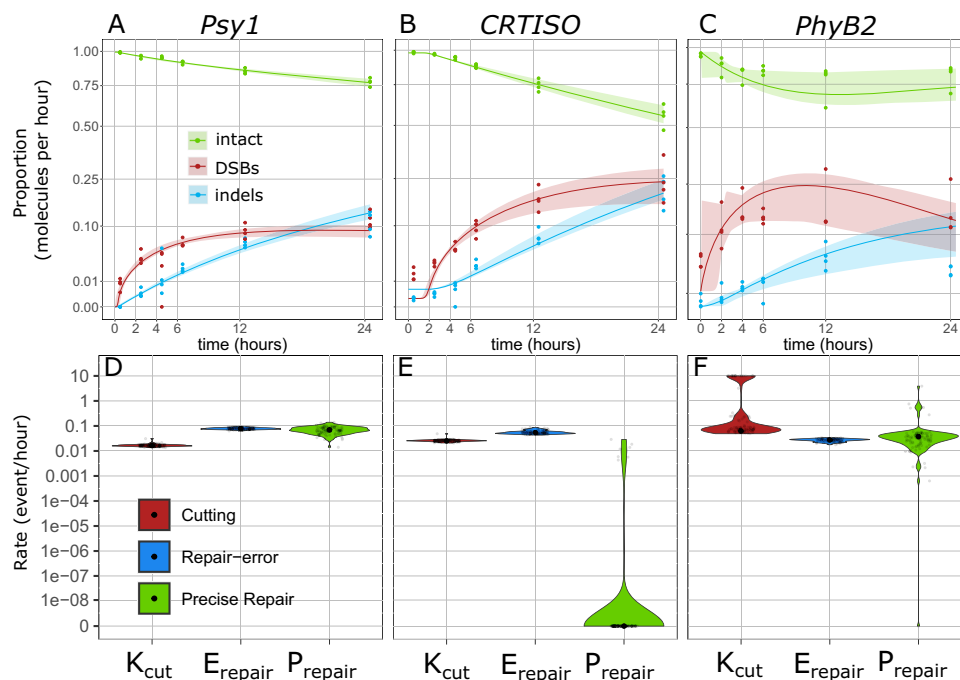 A Psy1 B CRTISO C PhyB2
Proportion
(molecules per hour)
1.00
0.75
0.50
0.25
0.10
0.01
0.00
intact
DSBs
indels
0 2 4 6 12 24
0 2 4 6 12 24
0 2 4 6 12 24
time (hours) time (hours) time (hours)
D E F
Rate (event/hour)
10
1
0.1
0.01
0.001
1e-04
1e-05
1e-06
1e-07
1e-08
0
Cutting
Repair-error
Precise Repair
Kcut Erepair Prepair
Kcut Erepair Prepair
Kcut Erepair Prepair